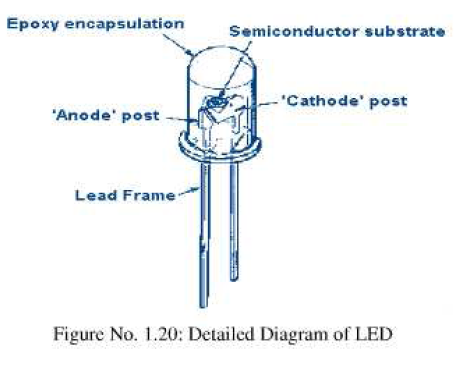 Epoxy encapsulation
Semiconductor substrate
'Cathode' post
'Anode' post
Lead Frame
Figure No. 1.20: Detailed Diagram of LED